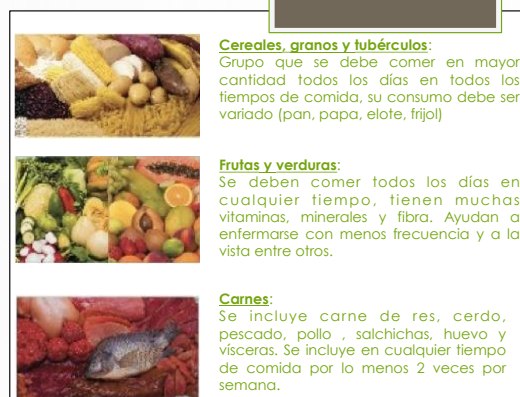 Cereales, granos y tubérculos:
Grupo que se debe comer en mayor
cantidad todos los días en todos los
tiempos de comida, su consumo debe ser
variado (pan, papa, elote, frijol)
Frutas y verduras:
Se deben comer todos los días en
cualquier tiempo, tienen muchas
vitaminas, minerales y fibra. Ayudan a
enfermarse con menos frecuencia y a la
vista entre otros.
Carnes:
Se incluye carne de res, cerdo,
pescado, pollo , salchichas, huevo y
vísceras. Se incluye en cualquier tiempo
de comida por lo menos 2 veces por
semana.